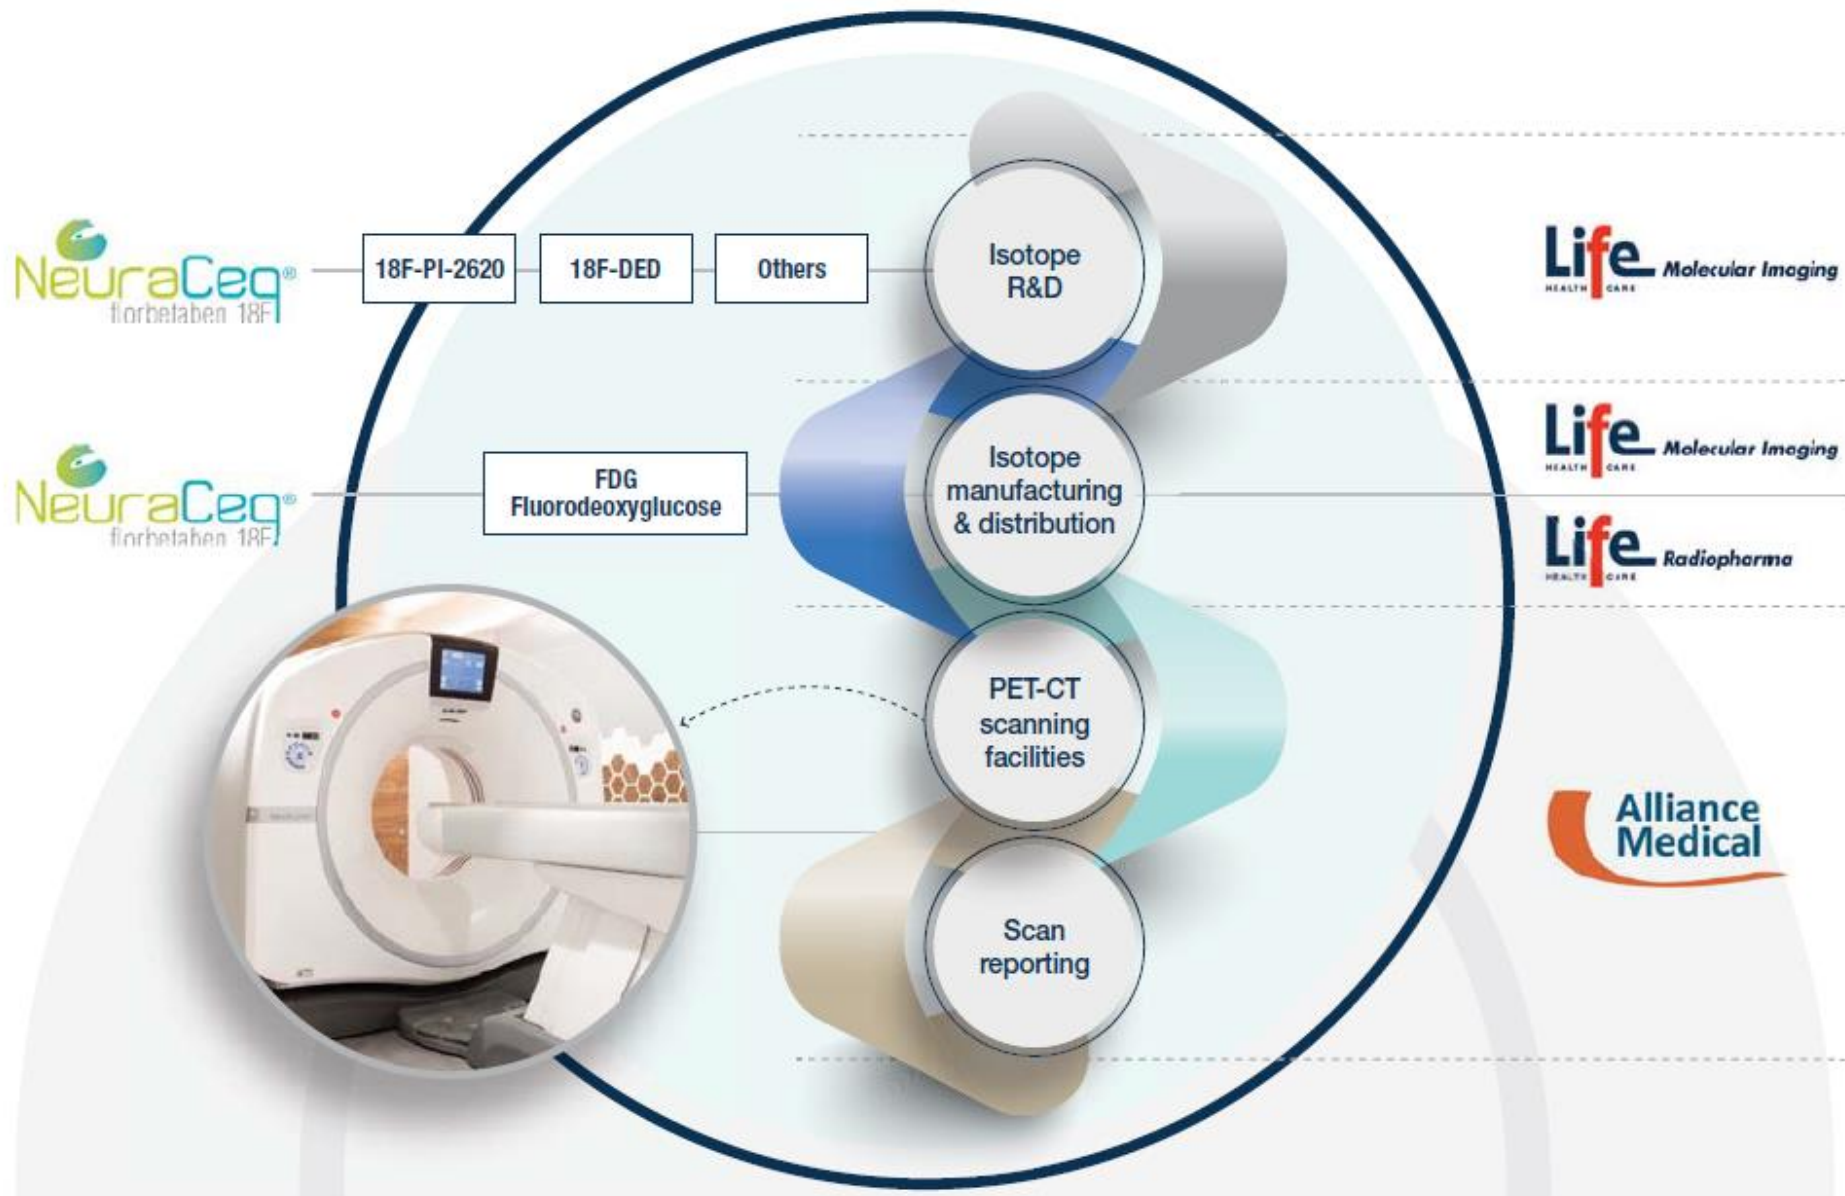 NeuraCeq®
florbetaben 18F
18F-PI-2620
18F-DED
Others
Isotope
R&D
Life
HEALTH CARE
Molecular Imaging
NeuraCeq®
florbetaben 18F
FDG
Fluorodeoxyglucose
Isotope
manufacturing
& distribution
Life
HEALTH CARE
Molecular Imaging
Life
HEALTH CARE
Radiopharma
PET-CT
scanning
facilities
Alliance
Medical
Scan
reporting